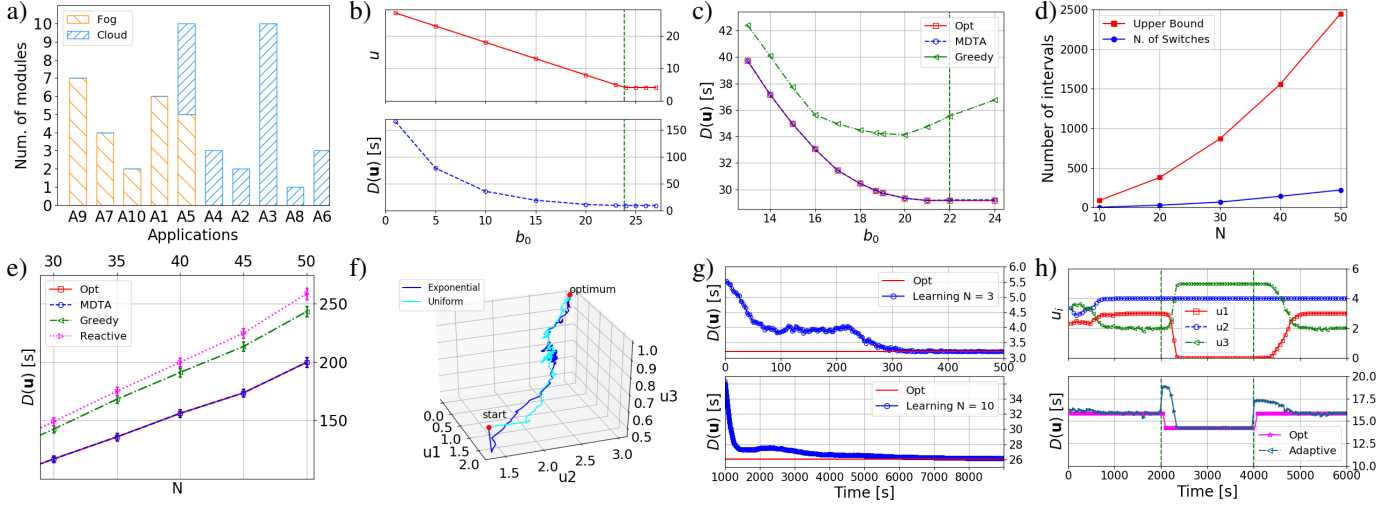 a)
Num. of modules
10
9
8
7
6
5
4
3
2
1
0
Fog
Cloud
A9 A7 A10 A1 A5 A4 A2 A3 A8 A6
Applications
b)
u
20
10
0
D(u) [s]
150
100
50
0
0 5 10 15 20 25
b0
c)
D(u) [s]
42
40
38
36
34
32
30
Opt
MDTA
Greedy
14 16 18 20 22 24
b0
d)
Number of intervals
2500
2000
1500
1000
500
0
Upper Bound
N. of Switches
10 20 30 40 50
N
e)
30 35 40 45 50
D(u) [s]
Opt
MDTA
Greedy
Reactive
250
200
150
N
f)
Exponential
Uniform
optimum
start
0.0
0.5
1.0
1.5
2.0
u1
1.5 2.0 2.5 3.0
u2
1.0
0.9
0.8
0.7
0.6
0.5
u3
g)
D(u) [s]
Opt
Learning N = 3
6.0
5.5
5.0
4.5
4.0
3.5
3.0
0 100 200 300 400 500
D(u) [s]
Opt
Learning N = 10
34
32
30
28
26
1000 2000 3000 4000 5000 6000 7000 8000
Time [s]
h)
ui
u1
u2
u3
6
4
2
0
D(u) [s]
Opt
Adaptive
20.0
17.5
15.0
12.5
10.0
0 1000 2000 3000 4000 5000 6000
Time [s]